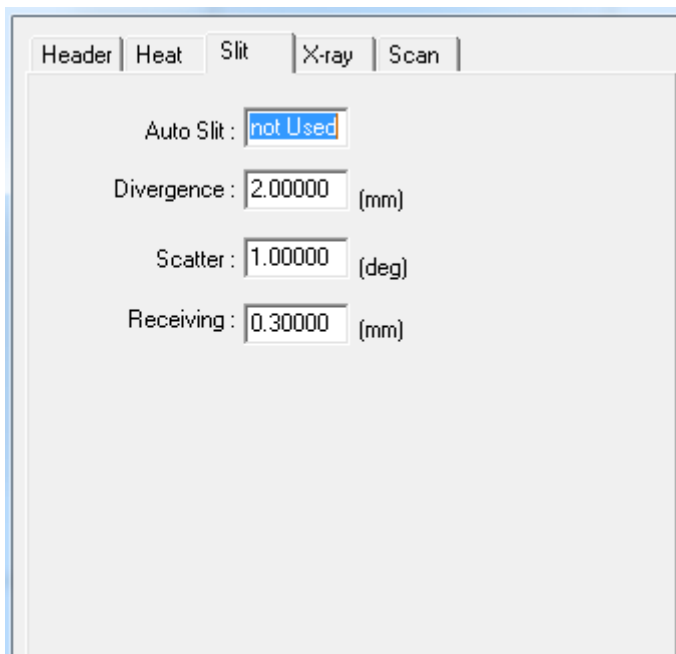 Header Heat Slit X-ray Scan
Auto Slit : not Used
Divergence : 2.00000 (mm)
Scatter : 1.00000 (deg)
Receiving : 0.30000 (mm)